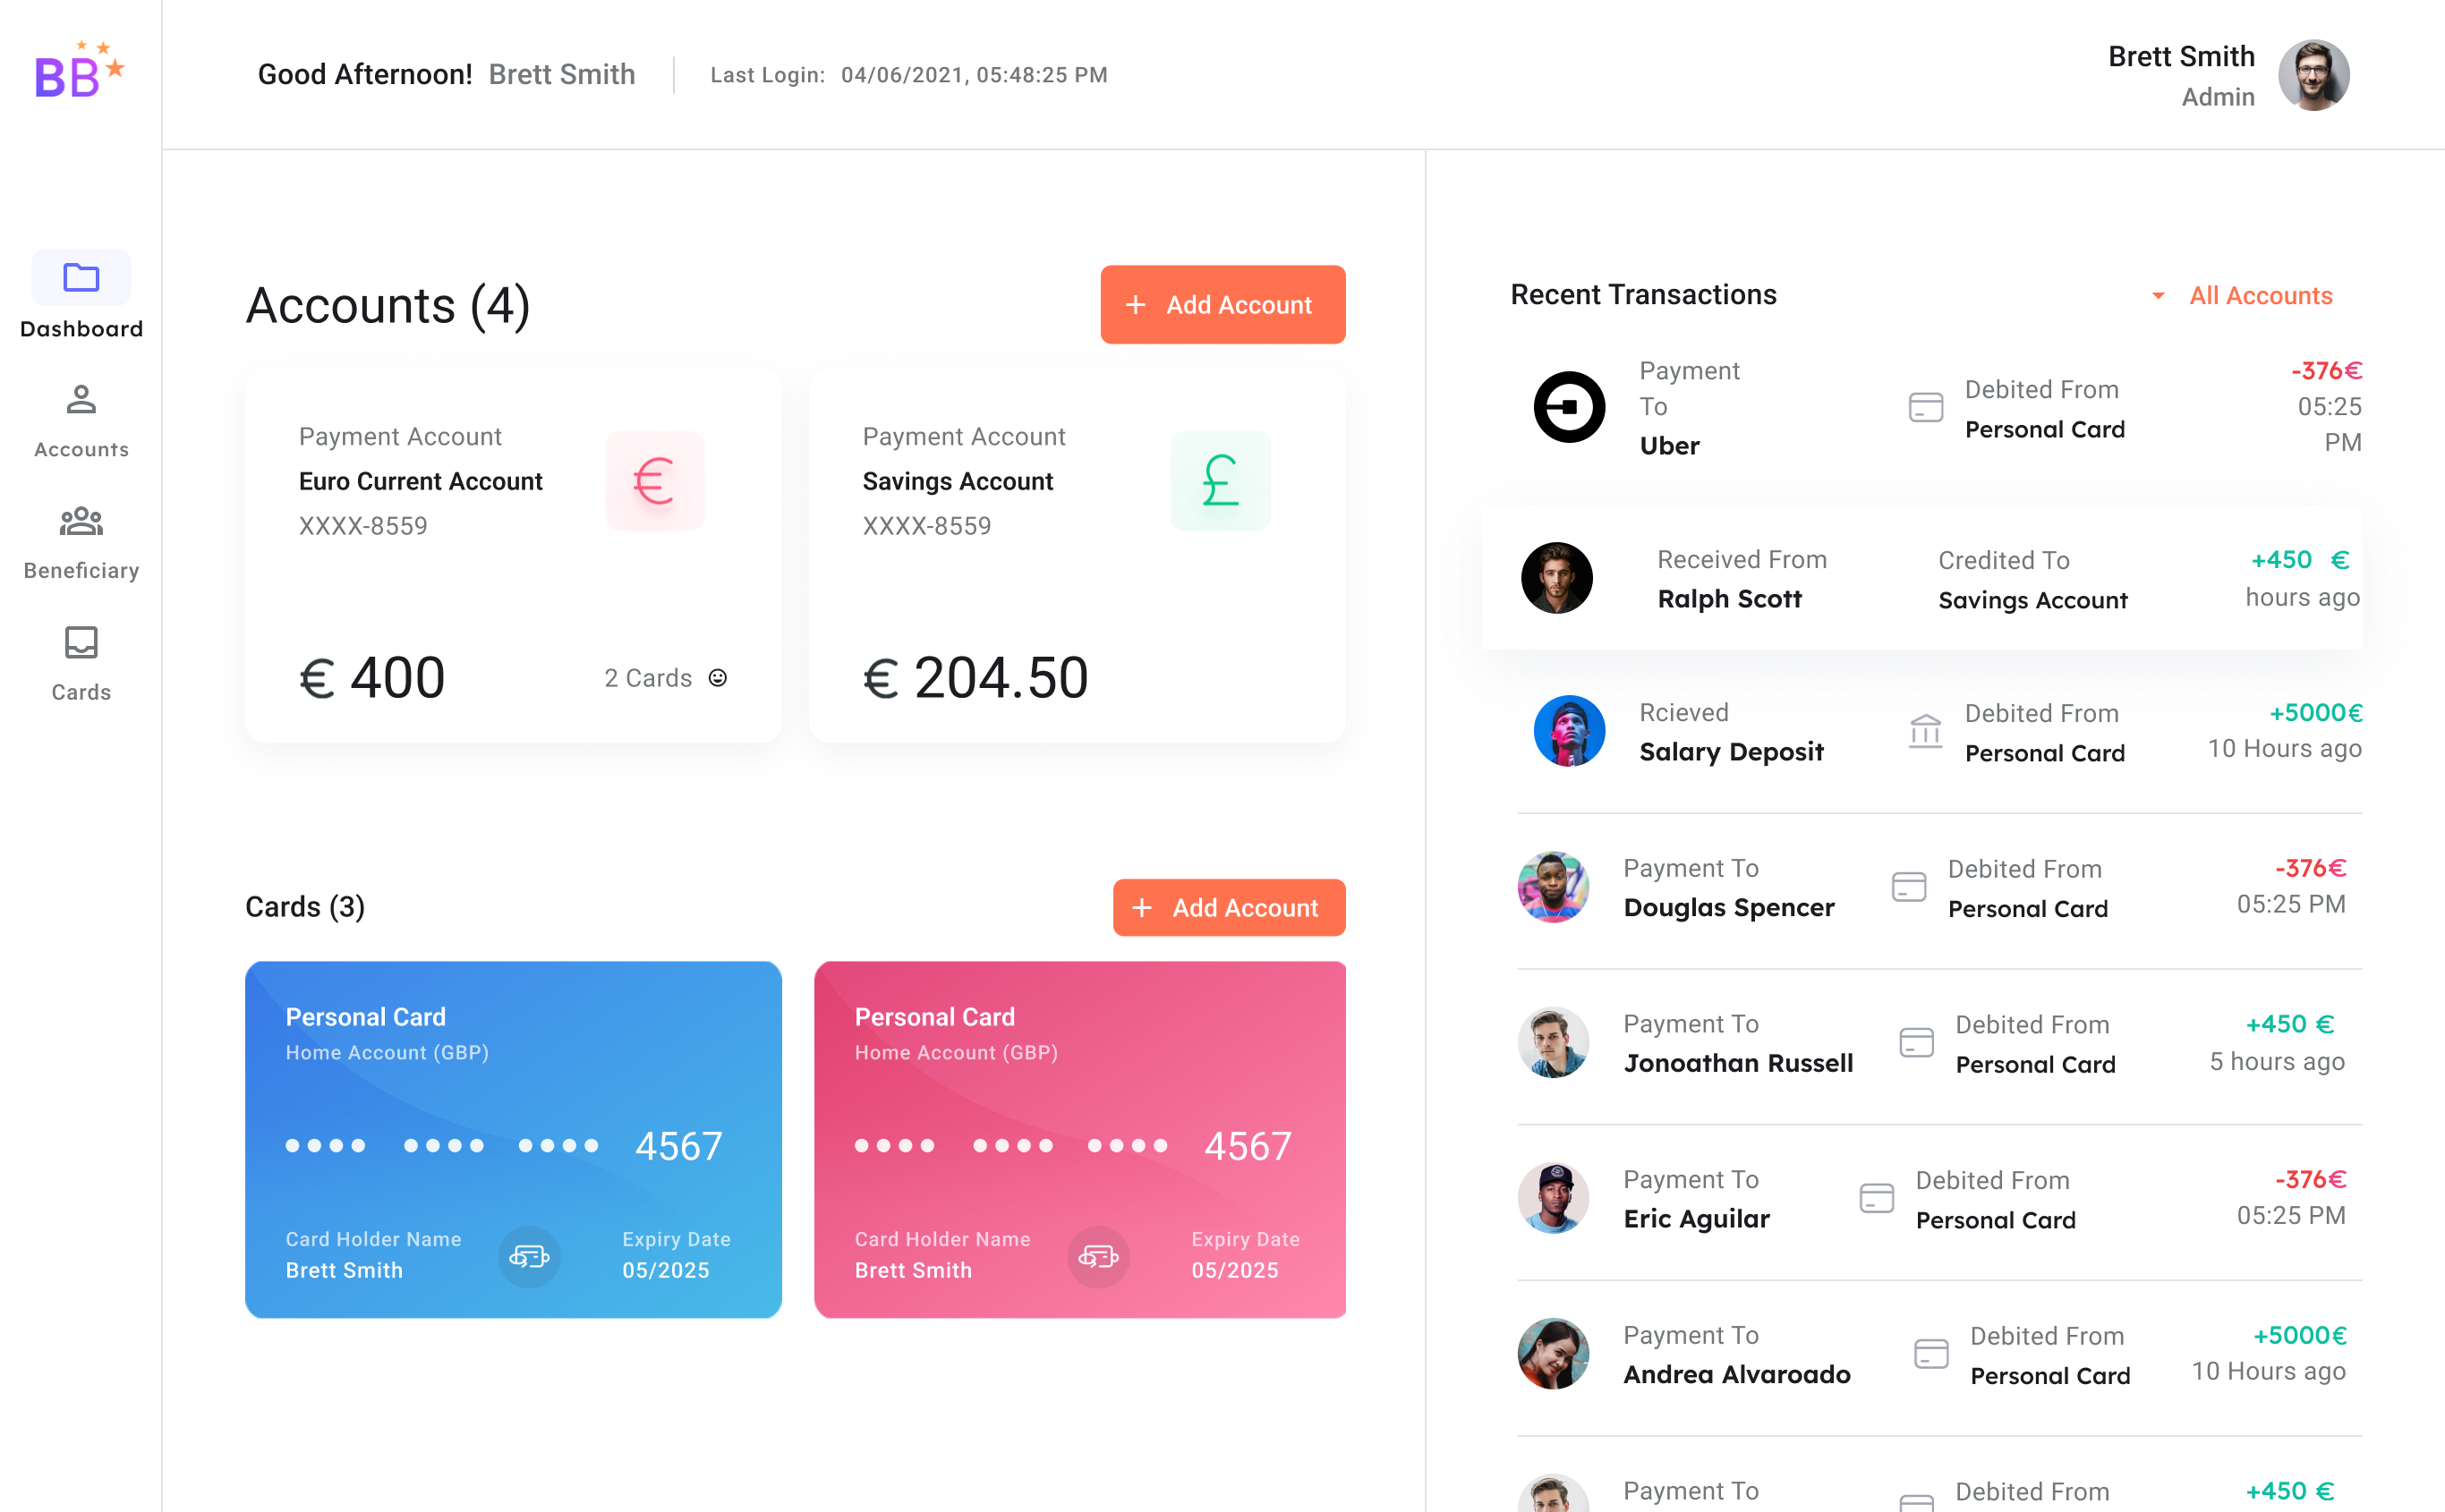 BB
Good Afternoon! Brett Smith
Last Login: 04/06/2021, 05:48:25 PM
Brett Smith
Admin
Dashboard
Accounts
Beneficiary
Cards
Accounts (4)
+ Add Account
Payment Account
Euro Current Account
XXXX-8559
€
€ 400
2 Cards
Payment Account
Savings Account
XXXX-8559
£
€ 204.50
Cards (3)
+ Add Account
Personal Card
Home Account (GBP)
•••• •••• •••• 4567
Card Holder Name
Brett Smith
Expiry Date
05/2025
Personal Card
Home Account (GBP)
•••• •••• •••• 4567
Card Holder Name
Brett Smith
Expiry Date
05/2025
Recent Transactions
All Accounts
Payment
To
Uber
Debited From
Personal Card
-376€
05:25
PM
Received From
Ralph Scott
Credited To
Savings Account
+450 €
hours ago
Rcieved
Salary Deposit
Debited From
Personal Card
+5000€
10 Hours ago
Payment To
Douglas Spencer
Debited From
Personal Card
-376€
05:25 PM
Payment To
Jonoathan Russell
Debited From
Personal Card
+450 €
5 hours ago
Payment To
Eric Aguilar
Debited From
Personal Card
-376€
05:25 PM
Payment To
Andrea Alvaroado
Debited From
Personal Card
+5000€
10 Hours ago
Payment To
Debited From
+450 €